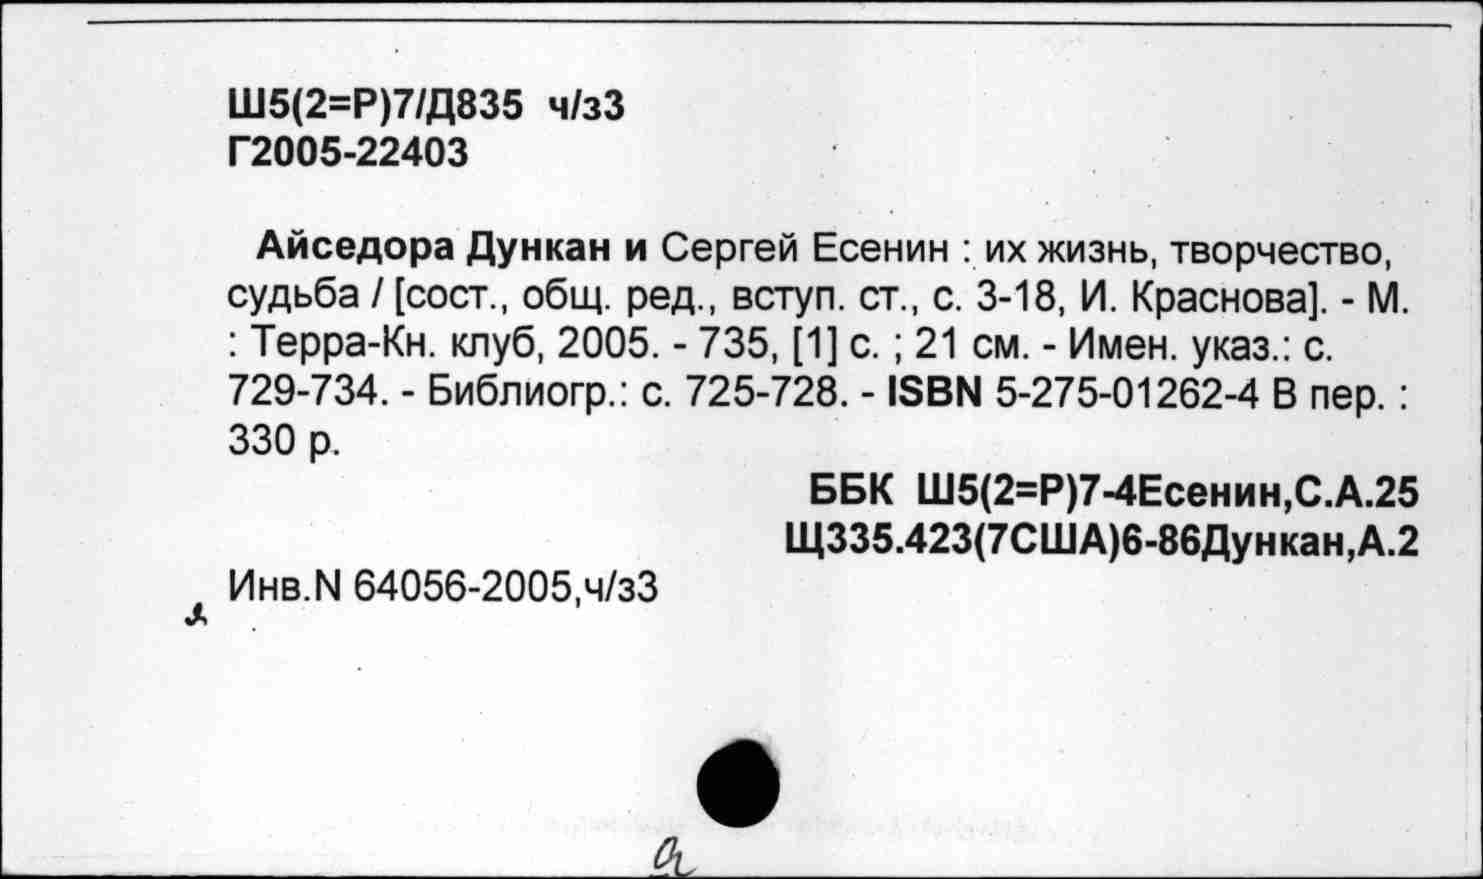 Ш5(2=Р)7/Д835 ч/з3
Г2005-22403
Айседора Дункан и Сергей Есенин : их жизнь, творчество,
судьба / [сост., общ. ред., вступ. ст., с. 3-18, И. Краснова]. - М.
: Терра-Кн. клуб, 2005. - 735, [1] с. ; 21 см. - Имен. указ.: с.
729-734. - Библиогр.: с. 725-728. - ISBN 5-275-01262-4 В пер. :
330 р.
ББК Ш5(2=Р)7-4Есенин,С.А.25
Щ335.423(7США)6-86Дункан,А.2
Инв.N 64056-2005,ч/з3